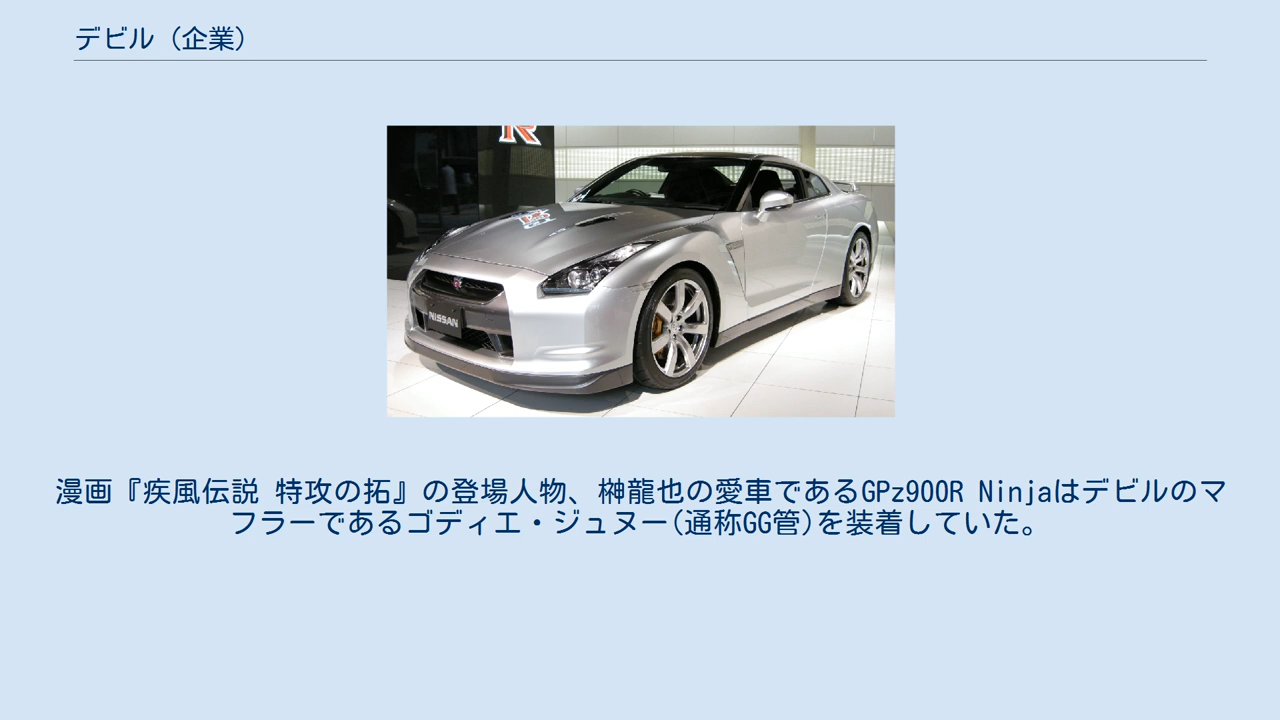 デビル（企業）
R
NISSAN
漫画『疾風伝説 特攻の拓』の登場人物、榊龍也の愛車であるGPz900R Ninjaはデビルのマ
フラーであるゴディエ・ジュヌー(通称GG管)を装着していた。